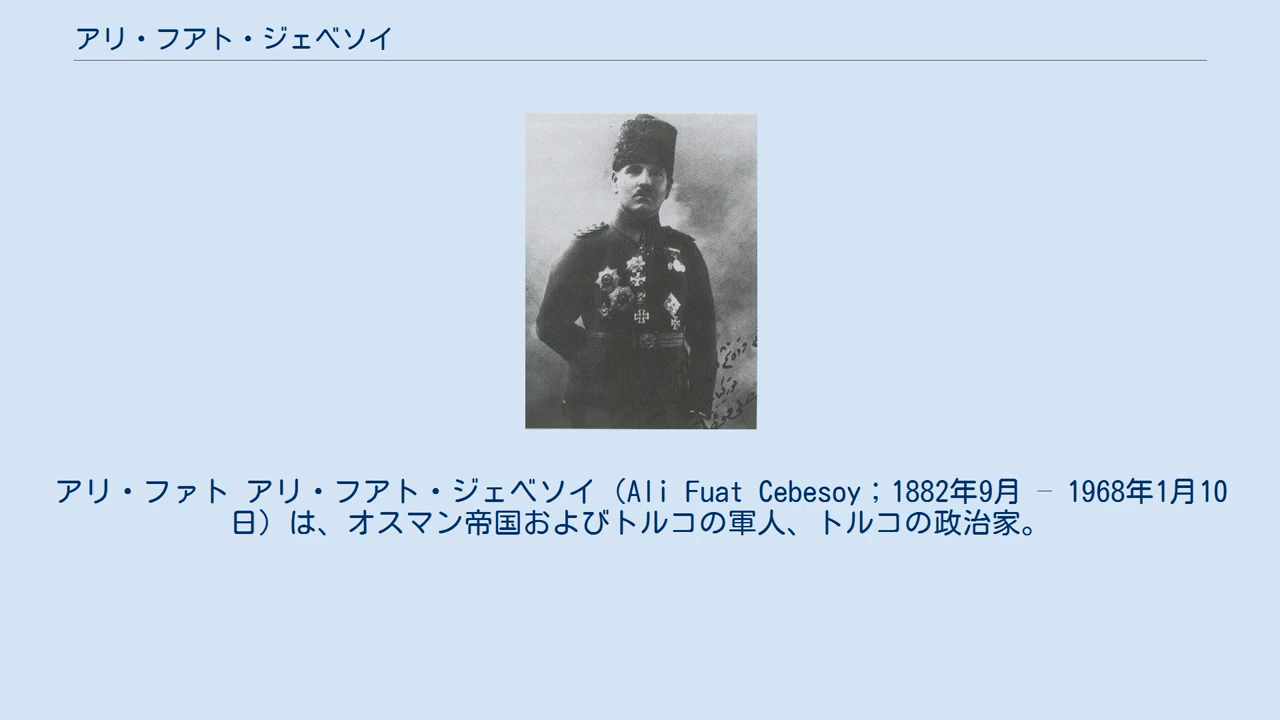 アリ・フアト・ジェベソイ
アリ・ファト アリ・フアト・ジェベソイ（Ali Fuat Cebesoy；1882年9月 – 1968年1月10
日）は、オスマン帝国およびトルコの軍人、トルコの政治家。